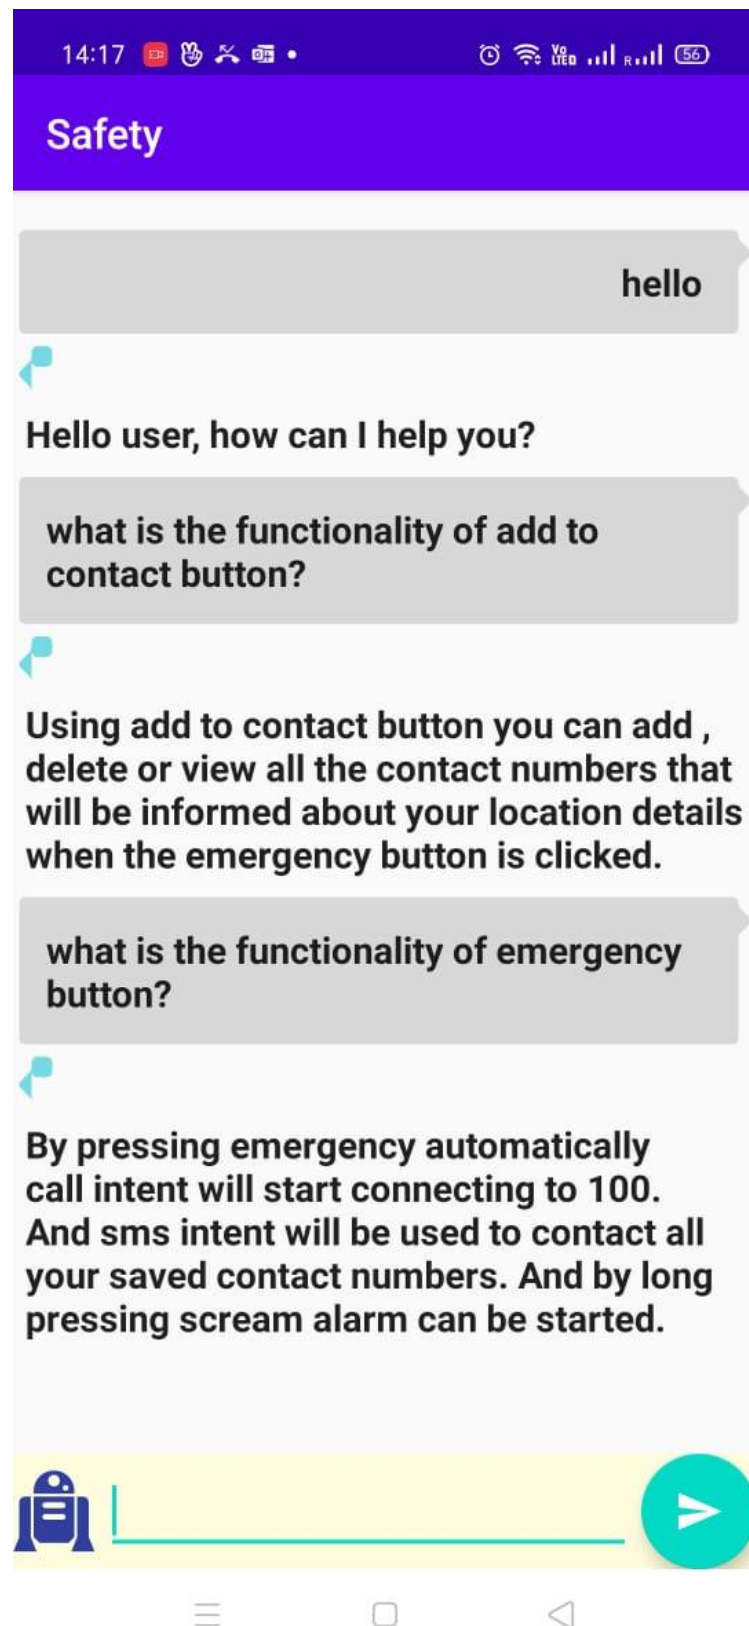 14:17
Vo
LTED
R
56
Safety
hello
Hello user, how can I help you?
what is the functionality of add to
contact button?
Using add to contact button you can add ,
delete or view all the contact numbers that
will be informed about your location details
when the emergency button is clicked.
what is the functionality of emergency
button?
By pressing emergency automatically
call intent will start connecting to 100.
And sms intent will be used to contact all
your saved contact numbers. And by long
pressing scream alarm can be started.